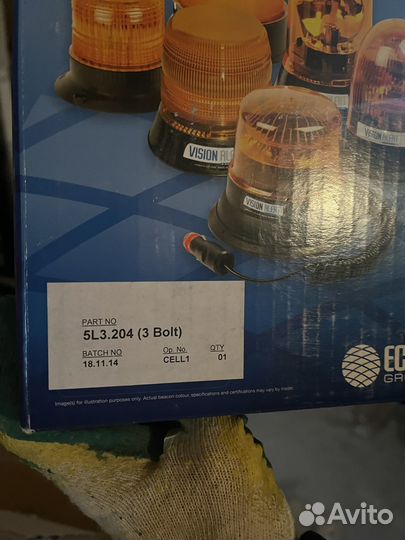 VISION ALERT
VISION ALERT
VISION ALERT
PART NO
5L3.204 (3 Bolt)
BATCH NO Op. No. QTY
18.11.14 CELL1 01
EC
GR
Image(s) for illustration purposes only. Actual beacon colour, specifications and certifications may vary by model.
Avito